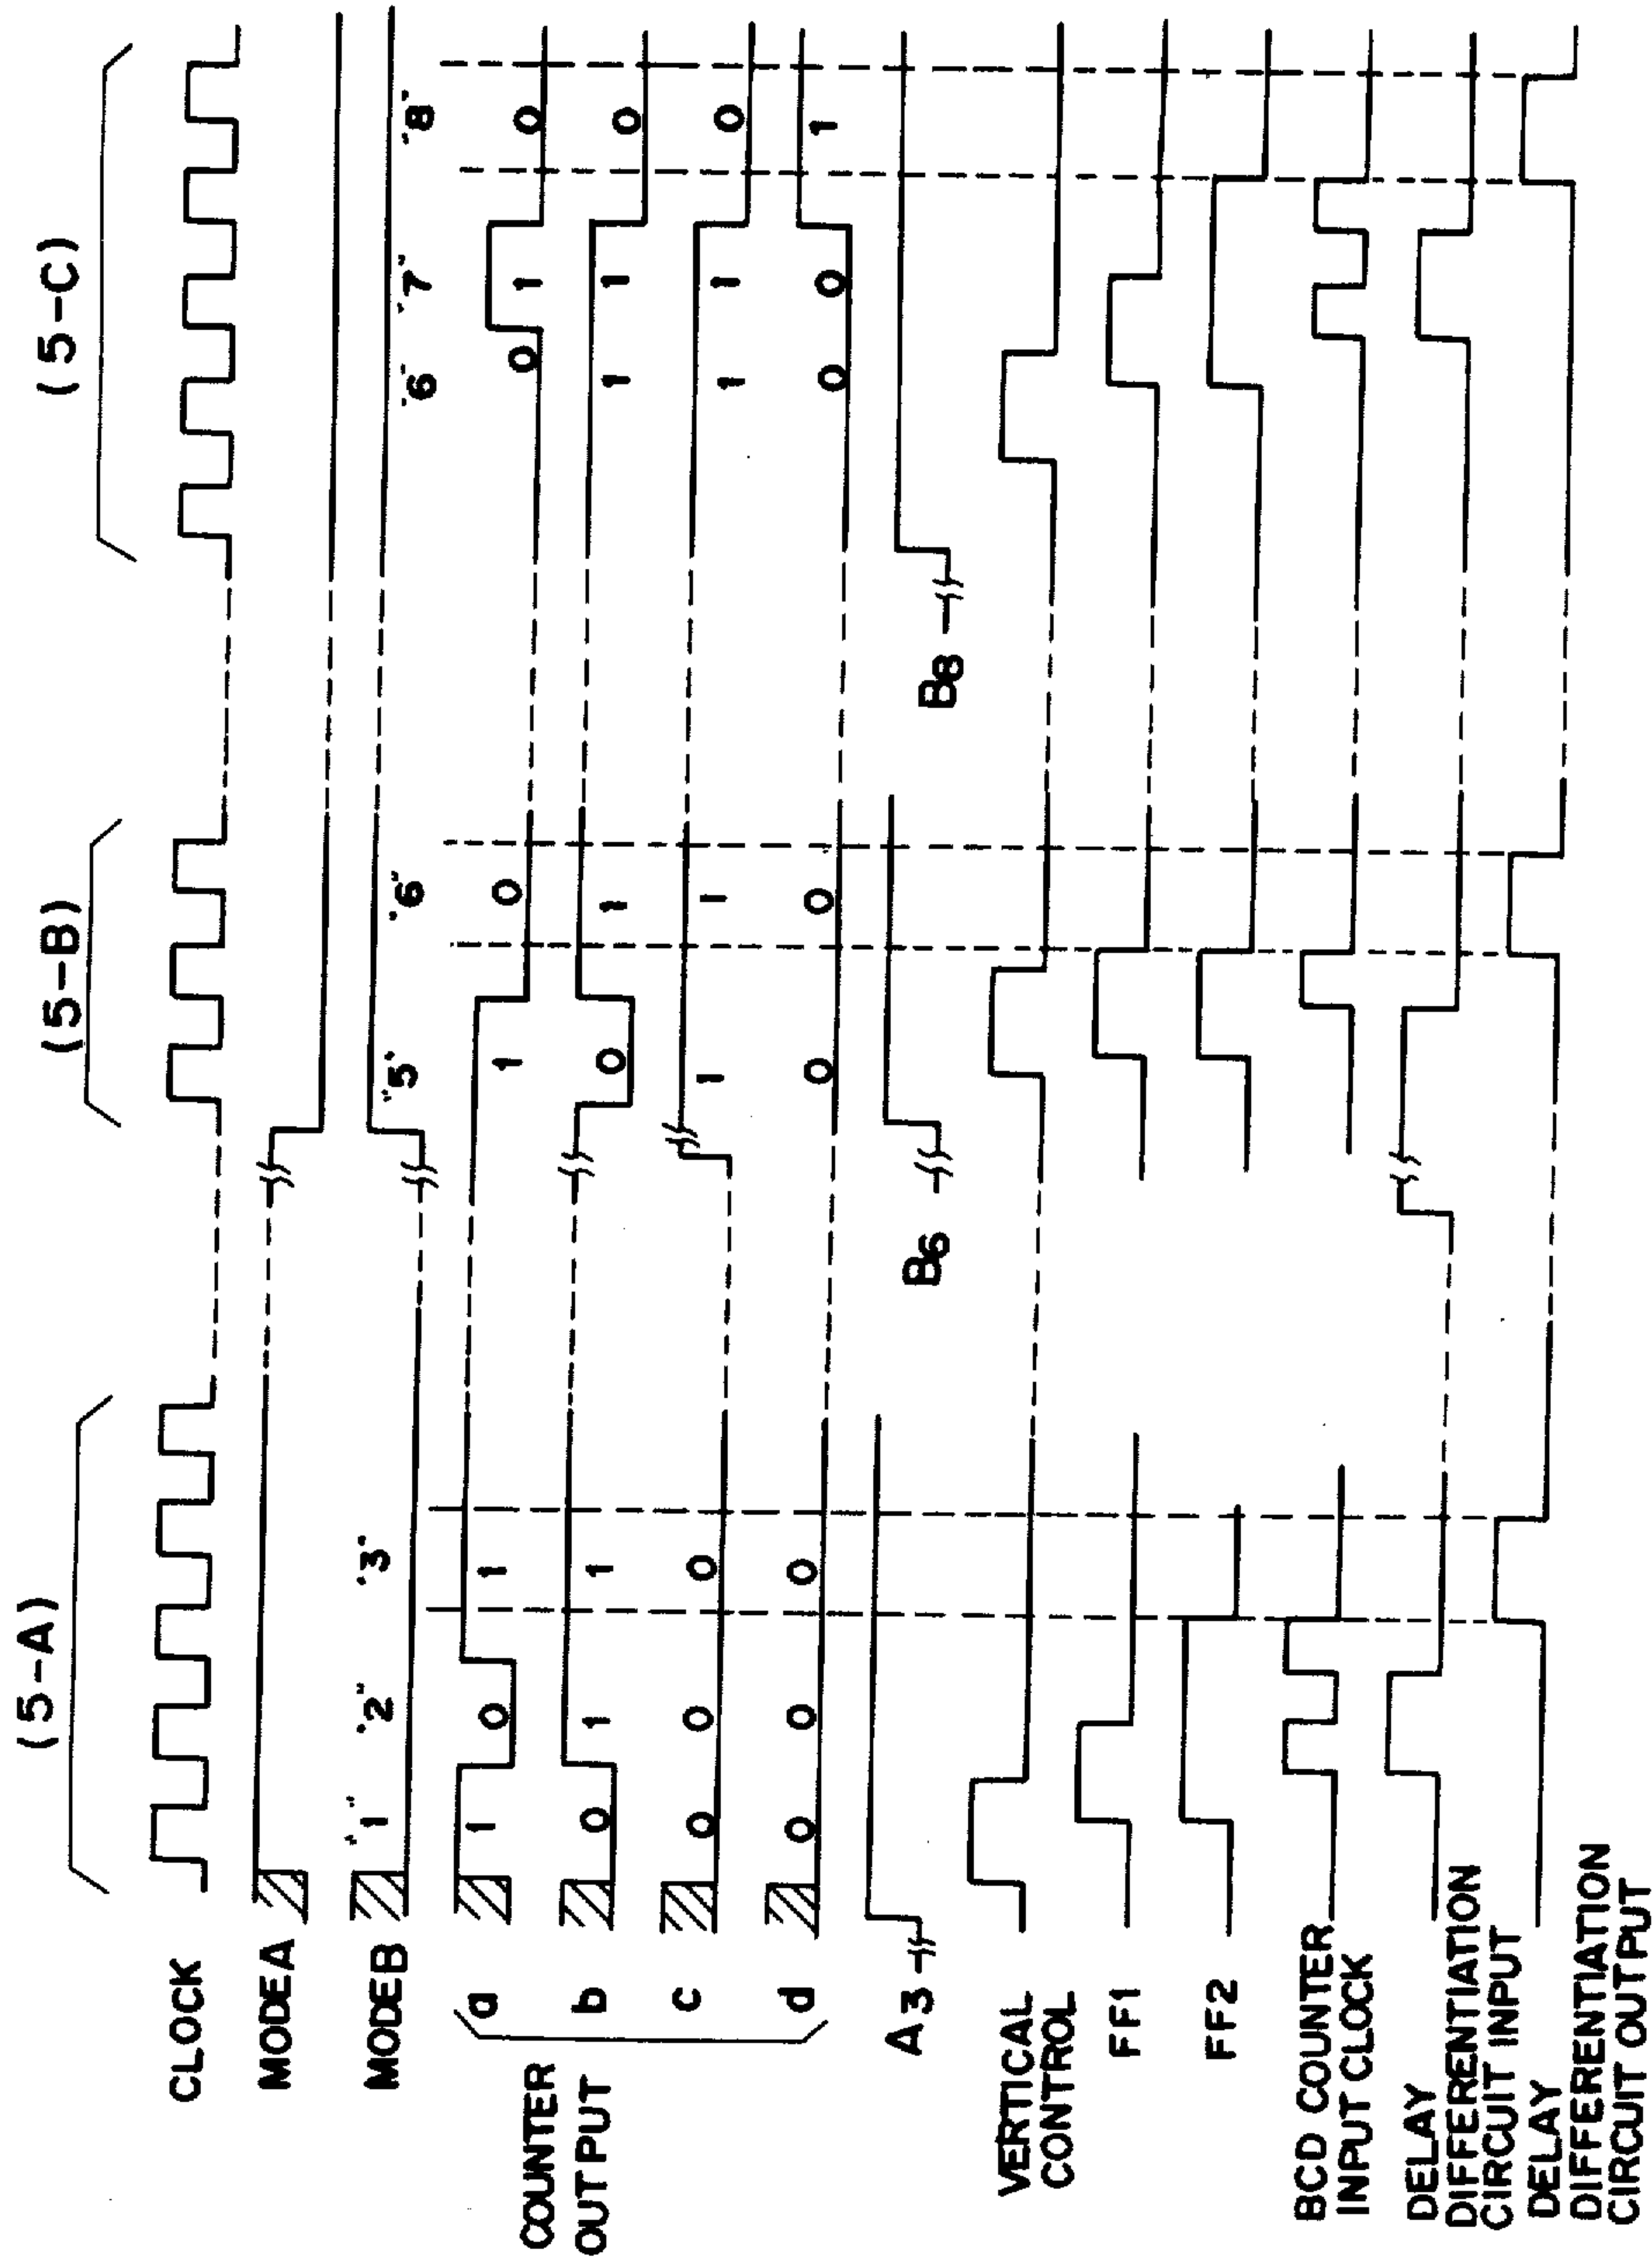 (5-A) (5-B) (5-C)
CLOCK
MODEA
MODEB
"1" "2" "3" "5" "6" "6" "7" "8"
COUNTER
OUTPUT
a 1 0 1 1 0 0 1 0
b 0 1 1 0 1 1 1 0
c 0 0 0 1 1 1 1 0
d 0 0 0 0 0 0 0 1
A3 B6 B8
VERTICAL
CONTROL
FF1
FF2
BCD COUNTER
INPUT CLOCK
DELAY
DIFFERENTIATION
CIRCUIT INPUT
DELAY
DIFFERENTIATION
CIRCUIT OUTPUT